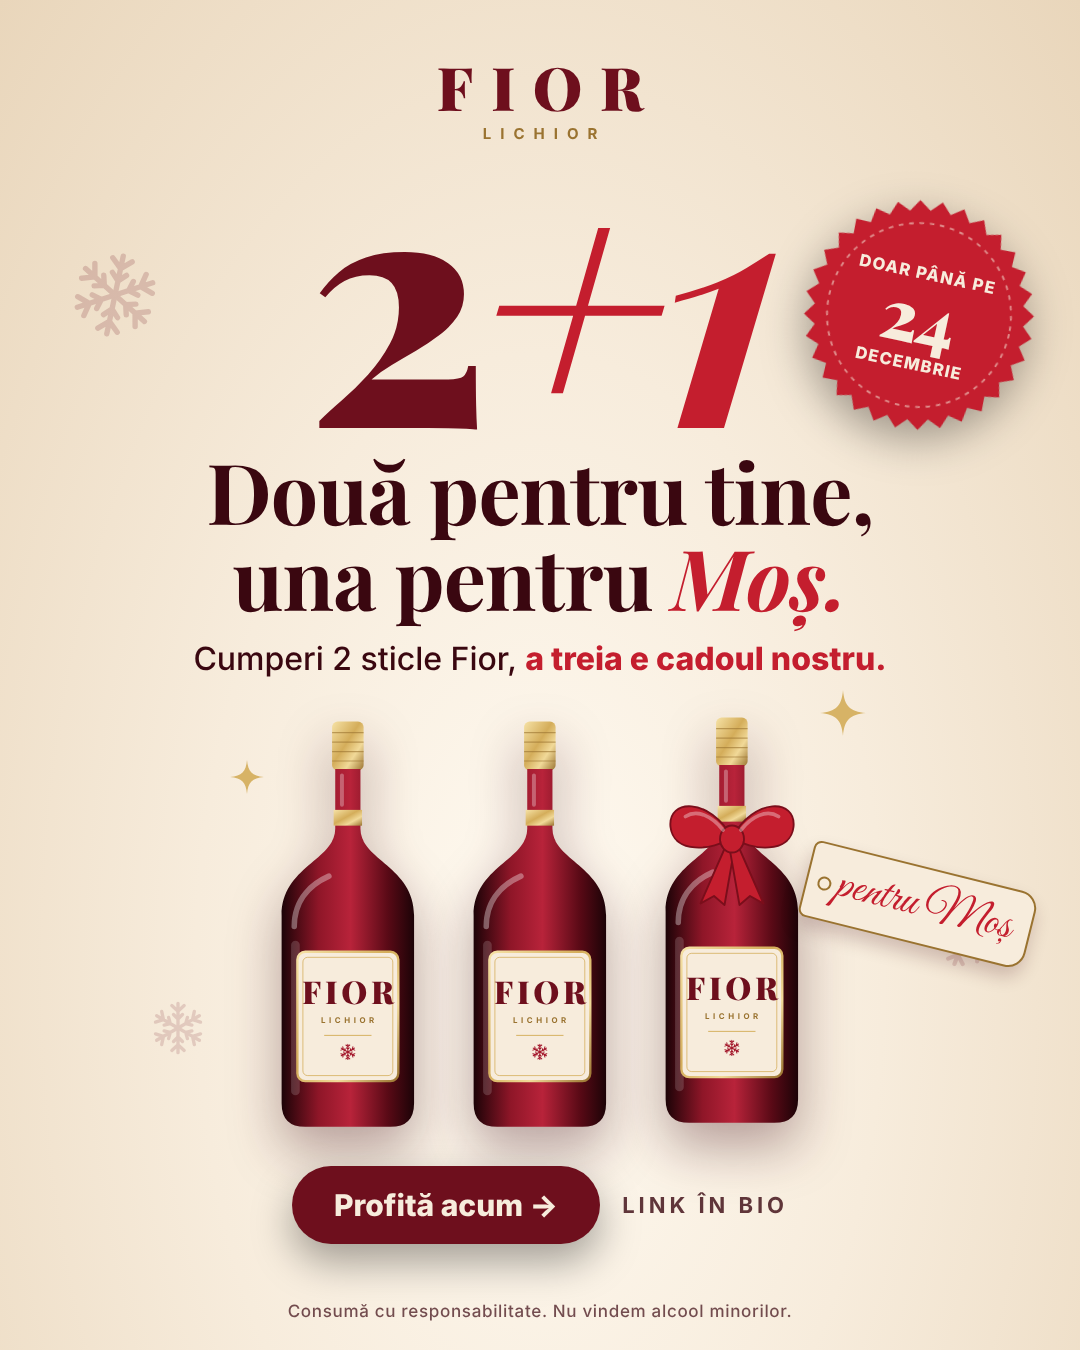 FIOR
LICHIOR
2+1
DOAR PÂNĂ PE
24
DECEMBRIE
Două pentru tine,
una pentru Moș.
Cumperi 2 sticle Fior, a treia e cadoul nostru.
pentru Moș
FIOR
LICHIOR
FIOR
LICHIOR
FIOR
LICHIOR
Profită acum →
LINK ÎN BIO
Consumă cu responsabilitate. Nu vindem alcool minorilor.